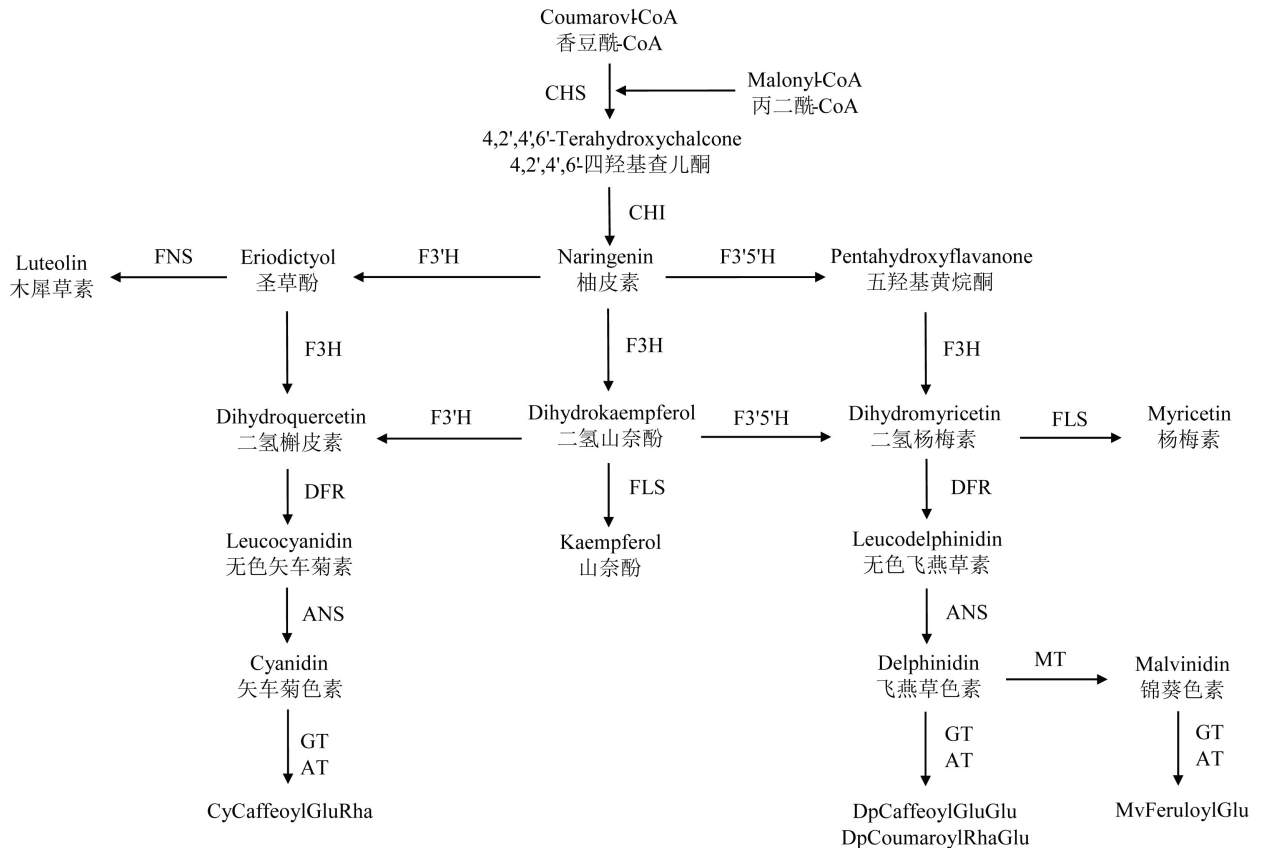 Coumarovl-CoA
香豆酰-CoA
CHS
Malonyl-CoA
丙二酰-CoA
4,2',4',6'-Terahydroxychalcone
4,2',4',6'-四羟基查儿酮
CHI
Luteolin
木犀草素
FNS
Eriodictyol
圣草酚
F3'H
Naringenin
柚皮素
F3'5'H
Pentahydroxyflavanone
五羟基黄烷酮
F3H
F3H
F3H
Dihydroquercetin
二氢槲皮素
F3'H
Dihydrokaempferol
二氢山奈酚
F3'5'H
Dihydromyricetin
二氢杨梅素
FLS
Myricetin
杨梅素
DFR
FLS
DFR
Leucocyanidin
无色矢车菊素
Kaempferol
山奈酚
Leucodelphinidin
无色飞燕草素
ANS
ANS
Cyanidin
矢车菊色素
Delphinidin
飞燕草色素
MT
Malvinidin
锦葵色素
GT
AT
GT
AT
GT
AT
CyCaffeoylGluRha
DpCaffeoylGluGlu
DpCoumaroylRhaGlu
MvFeruloylGlu